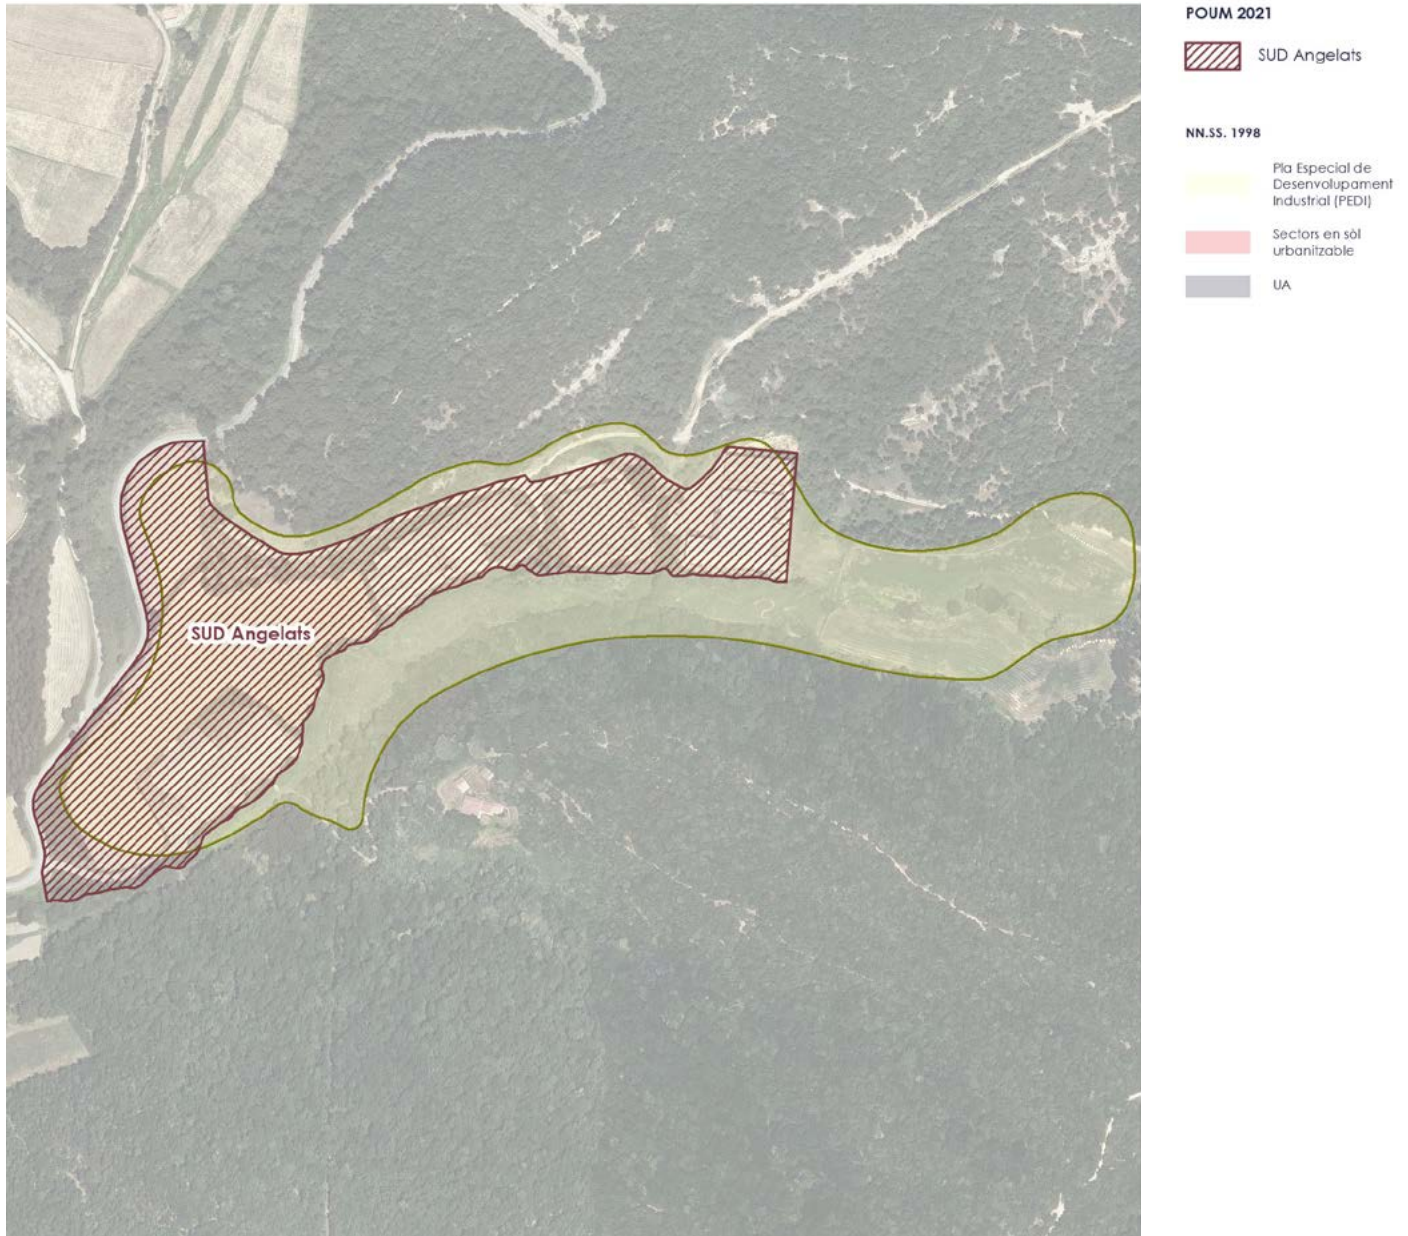 POUM 2021
SUD Angelats
NN.SS. 1998
Pla Especial de
Desenvolupament
Industrial (PEDI)
Sectors en sòl
urbanitzable
UA
SUD Angelats